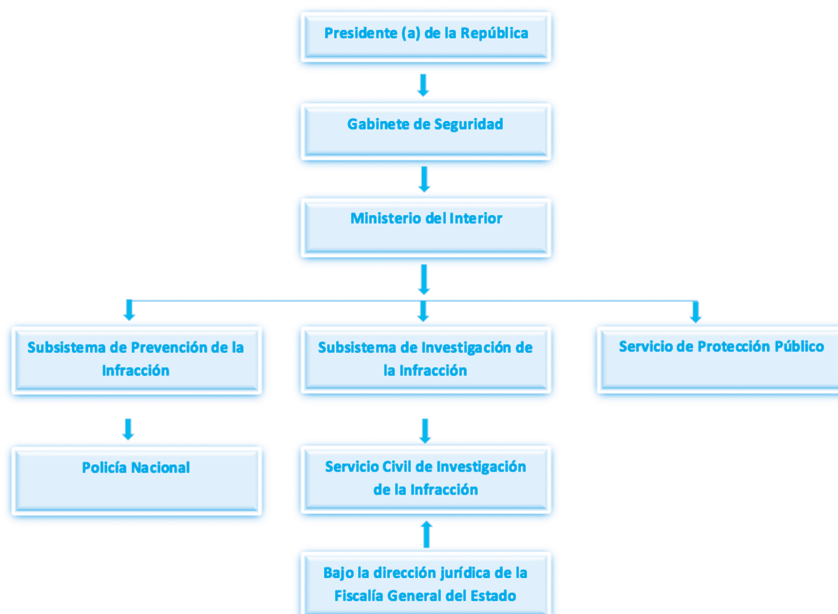 Presidente (a) de la República
Gabinete de Seguridad
Ministerio del Interior
Subsistema de Prevención de la
Infracción
Subsistema de Investigación de
la Infracción
Servicio de Protección Público
Policía Nacional
Servicio Civil de Investigación
de la Infracción
Bajo la dirección jurídica de la
Fiscalía General del Estado